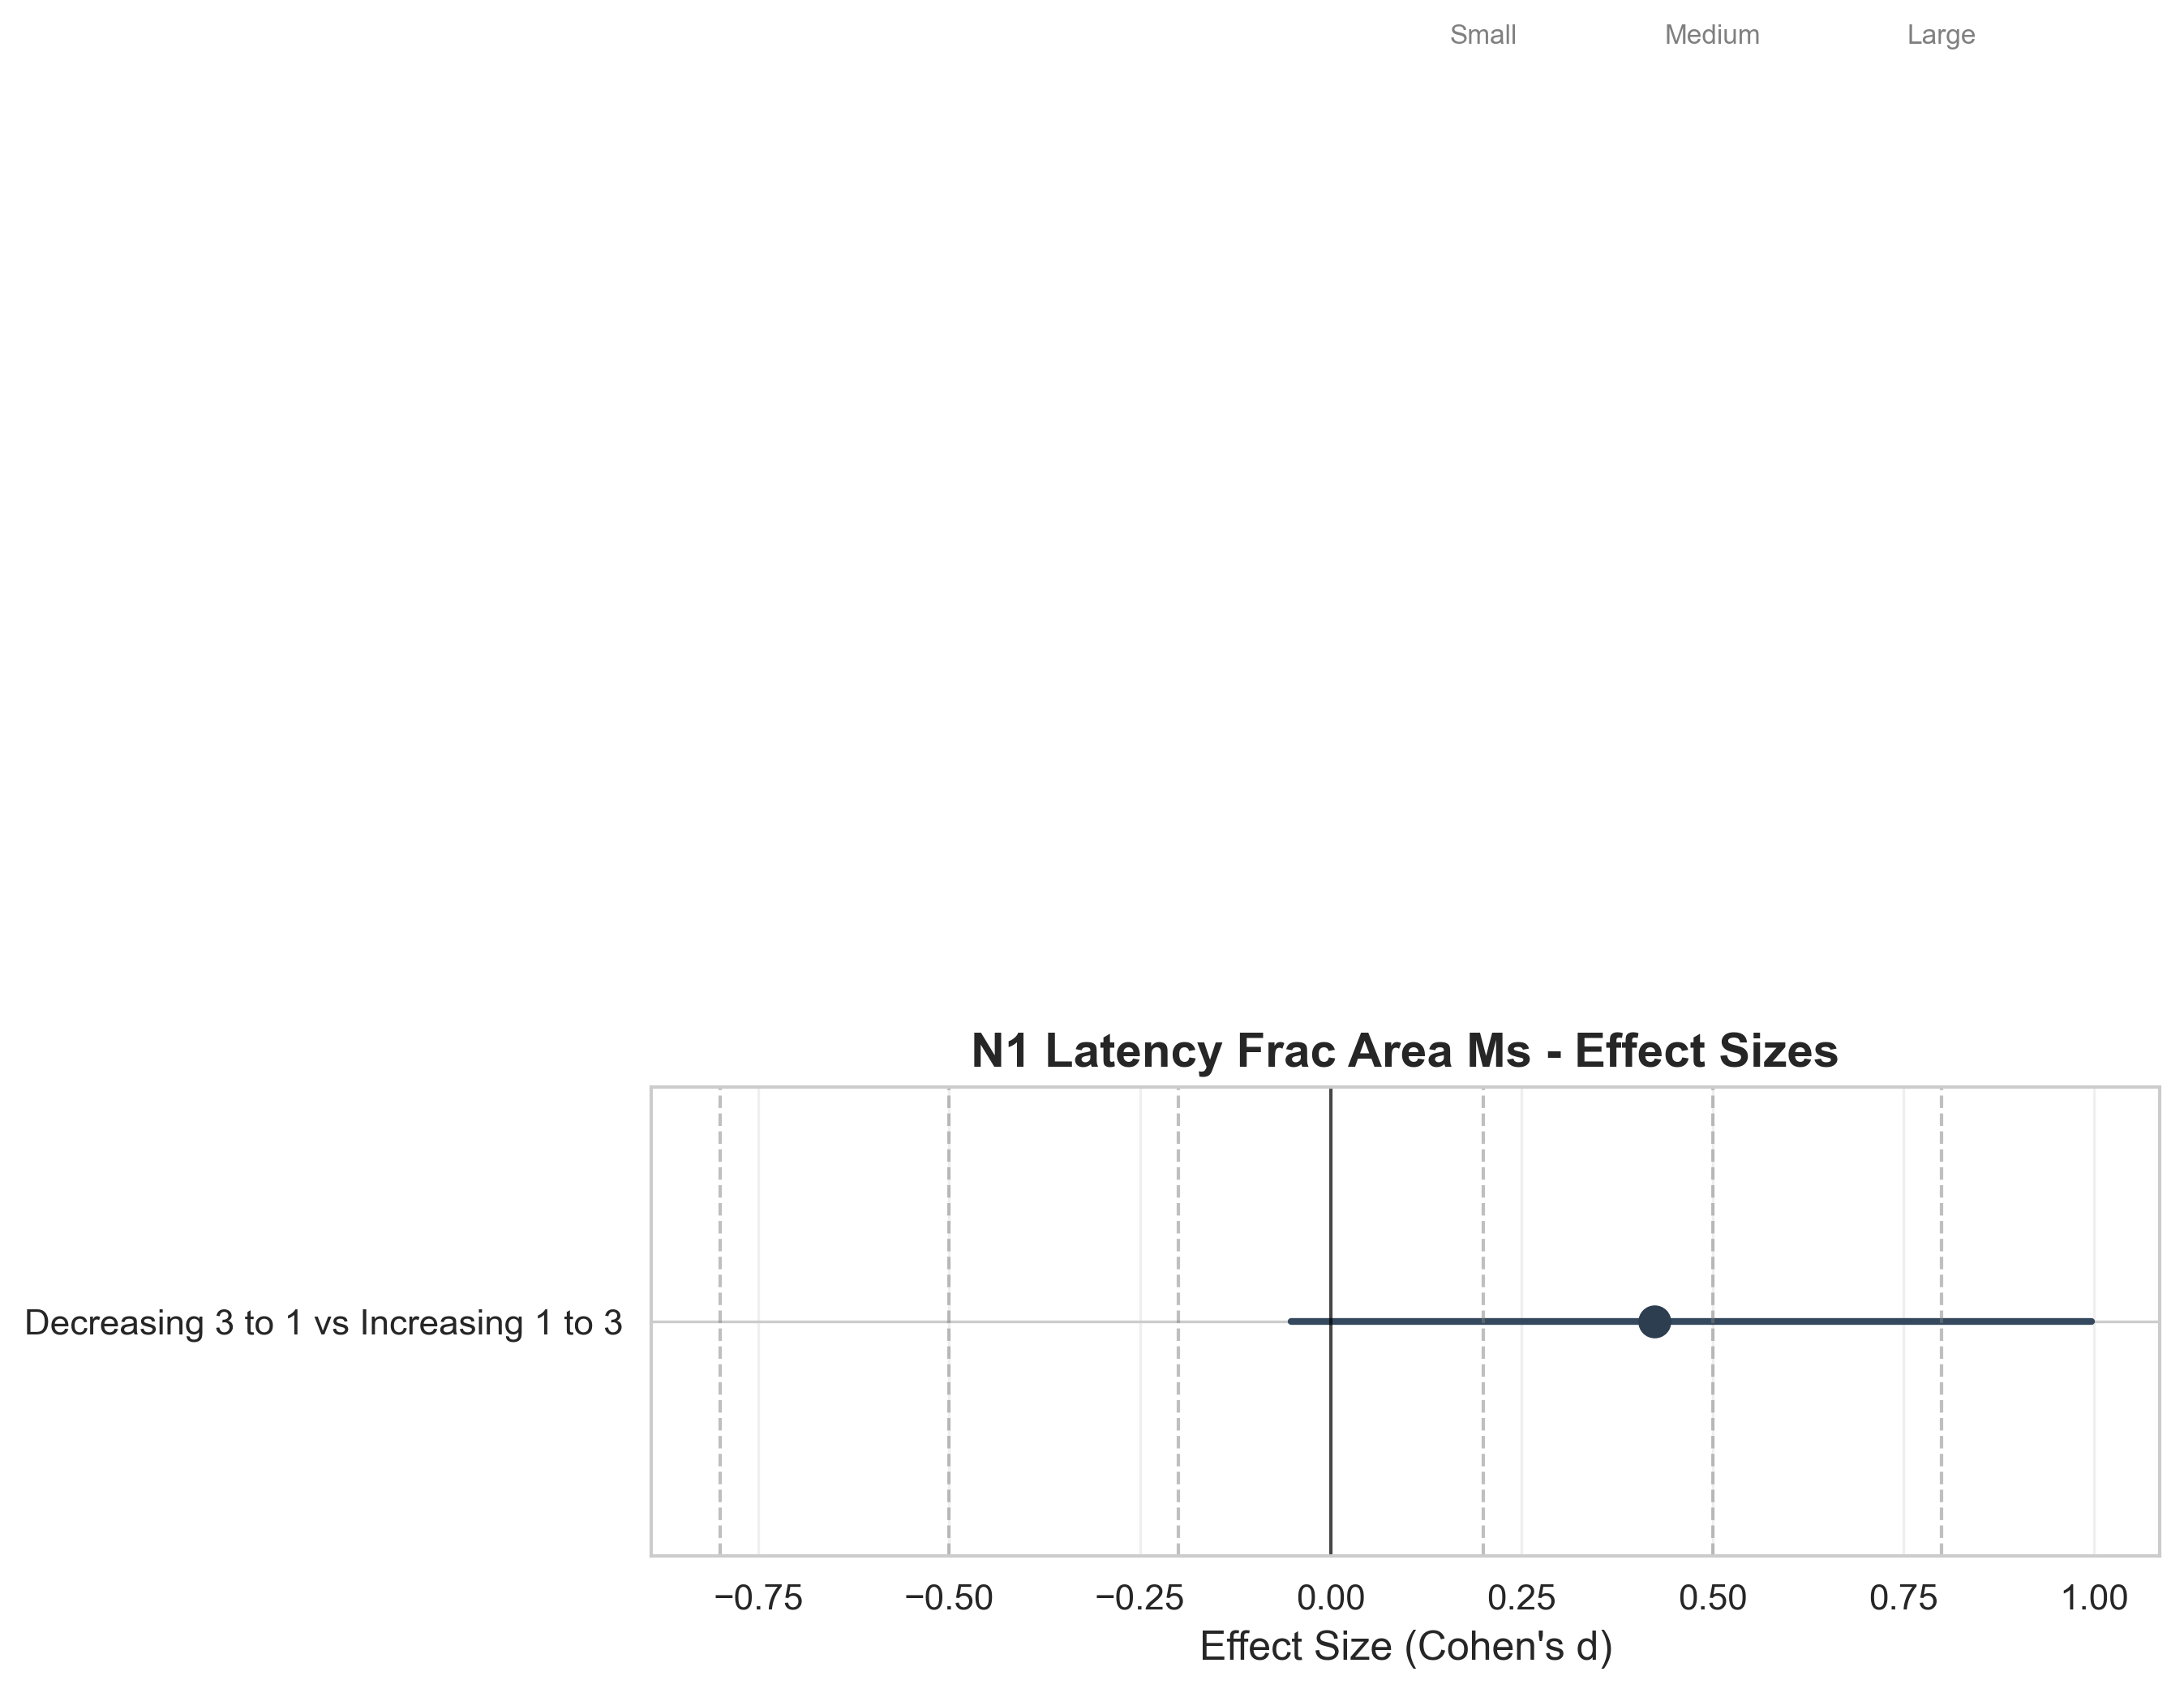 Small Medium Large
N1 Latency Frac Area Ms - Effect Sizes
Decreasing 3 to 1 vs Increasing 1 to 3
−0.75 −0.50 −0.25 0.00 0.25 0.50 0.75 1.00
Effect Size (Cohen's d)